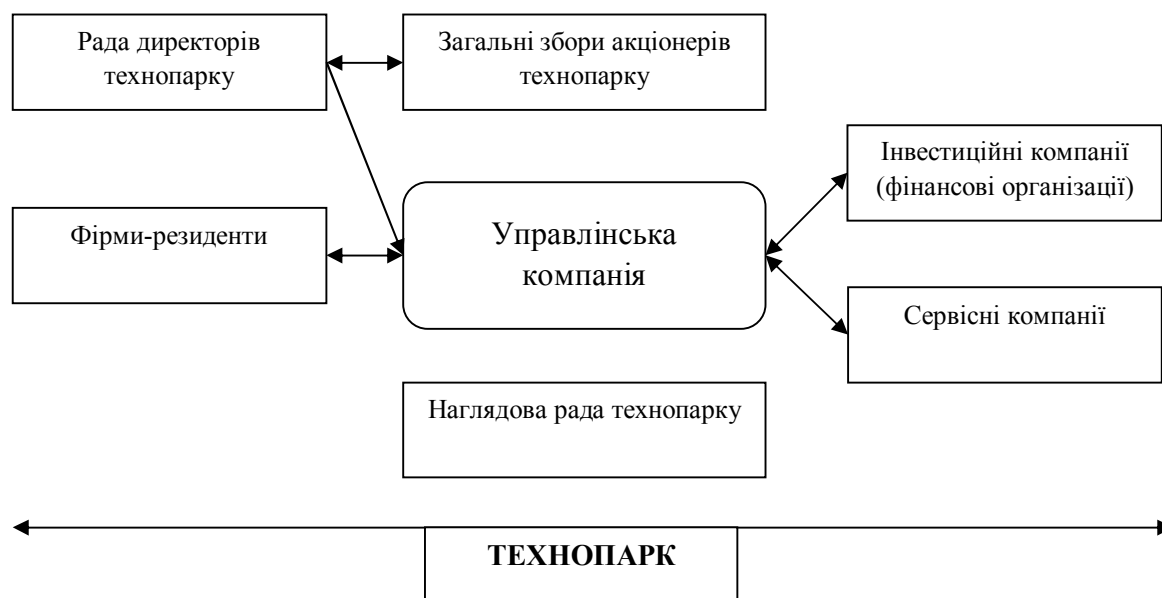 Рада директорів
технопарку
Загальні збори акціонерів
технопарку
Інвестиційні компанії
(фінансові організації)
Фірми-резиденти
Управлінська
компанія
Сервісні компанії
Наглядова рада технопарку
ТЕХНОПАРК